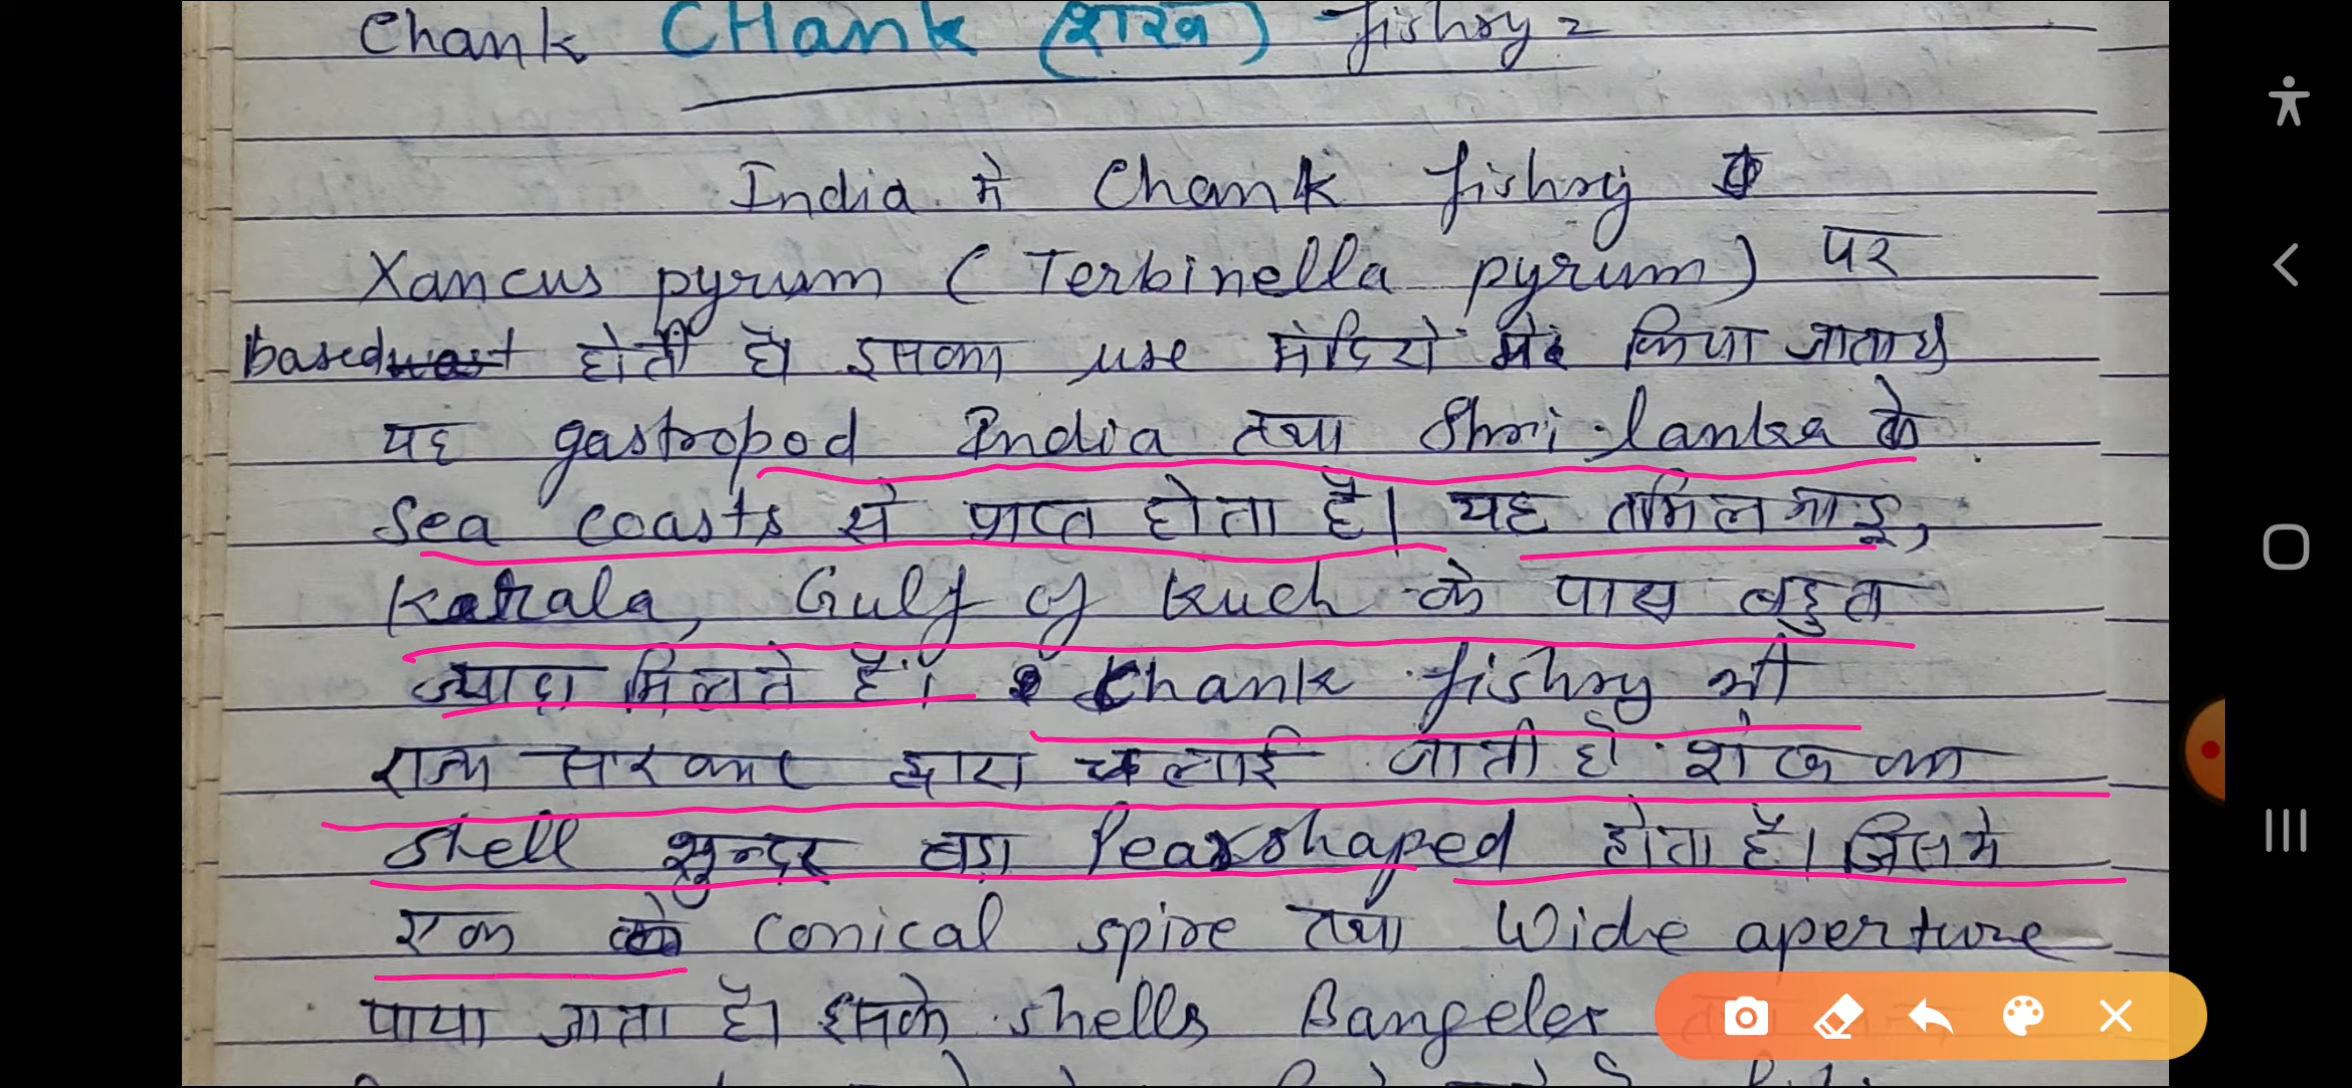 Chank CHank (शाख) fishry =
India मे Chank fishry
Xancus pyrum ( Terbinella pyrum) पर
based होती है। इसका use मंदिरो में किया जाता है
यह gastropod India तथा Shri lanka के
Sea coasts से प्राप्त होता है। यह तमिलनाडू,
Karala, Gulf of Kuch के पास बहुत
ज्यादा मिलते हैं। Chank fishry भी
राज्य सरकार द्वारा चलाई जाती है। शंख का
shell सुन्दर बड़ा Pearshaped होता है। जिसमे
एक conical spire तथा Wide aperture
पाया जाता है। इसके shells Bangeles